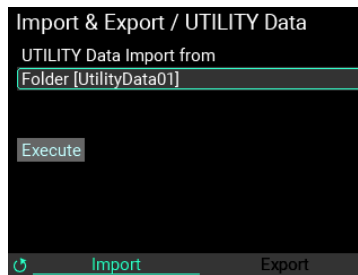 Import & Export / UTILITY Data
UTILITY Data Import from
Folder [UtilityData01]
Execute
Import Export